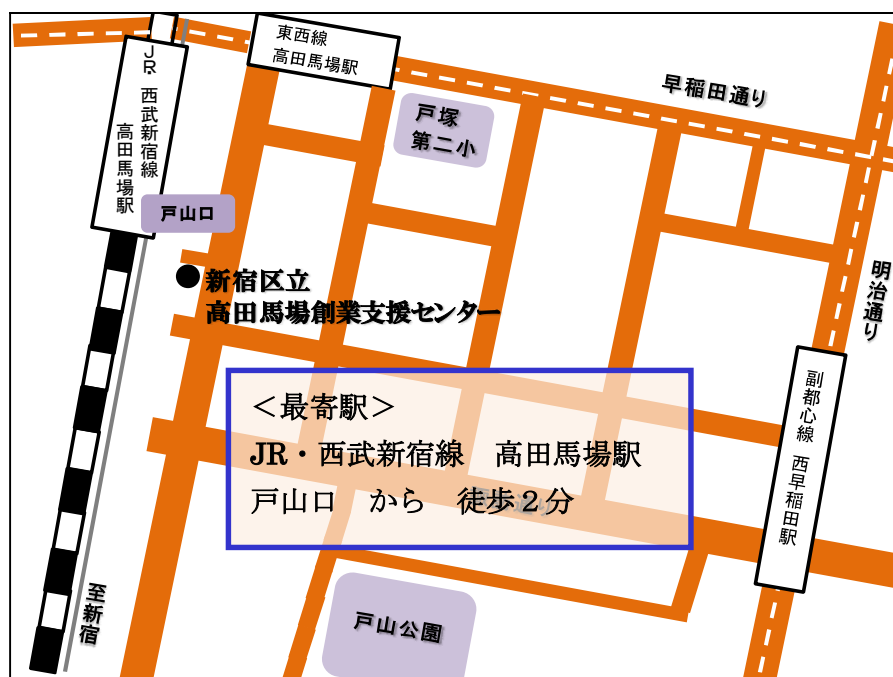 東西線
高田馬場駅
早稲田通り
JR・西武新宿線
高田馬場駅
戸塚
第二小
戸山口
明治通り
新宿区立
高田馬場創業支援センター
副都心線 西早稲田駅
＜最寄駅＞
JR・西武新宿線 高田馬場駅
戸山口 から 徒歩２分
至新宿
戸山公園